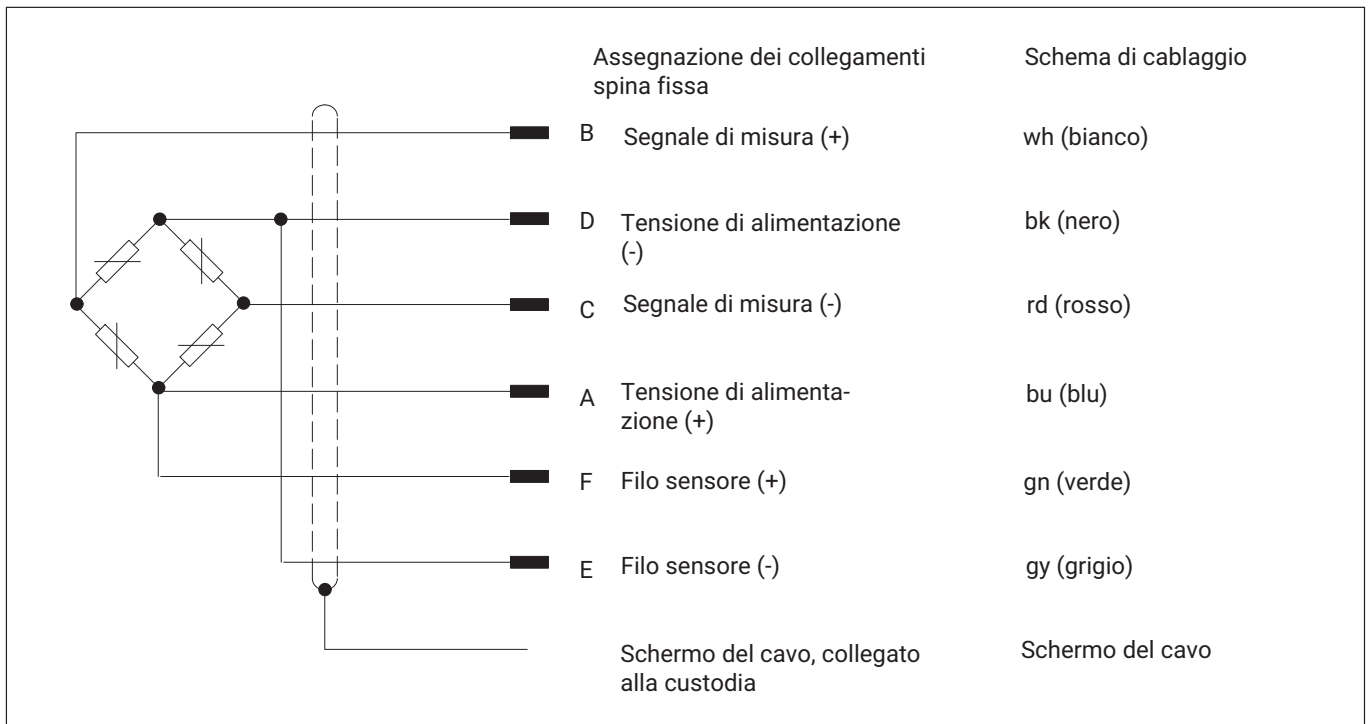 Assegnazione dei collegamenti
spina fissa
Schema di cablaggio
B Segnale di misura (+) wh (bianco)
D Tensione di alimentazione
(-)
bk (nero)
C Segnale di misura (-) rd (rosso)
A Tensione di alimenta-
zione (+)
bu (blu)
F Filo sensore (+) gn (verde)
E Filo sensore (-) gy (grigio)
Schermo del cavo, collegato
alla custodia
Schermo del cavo